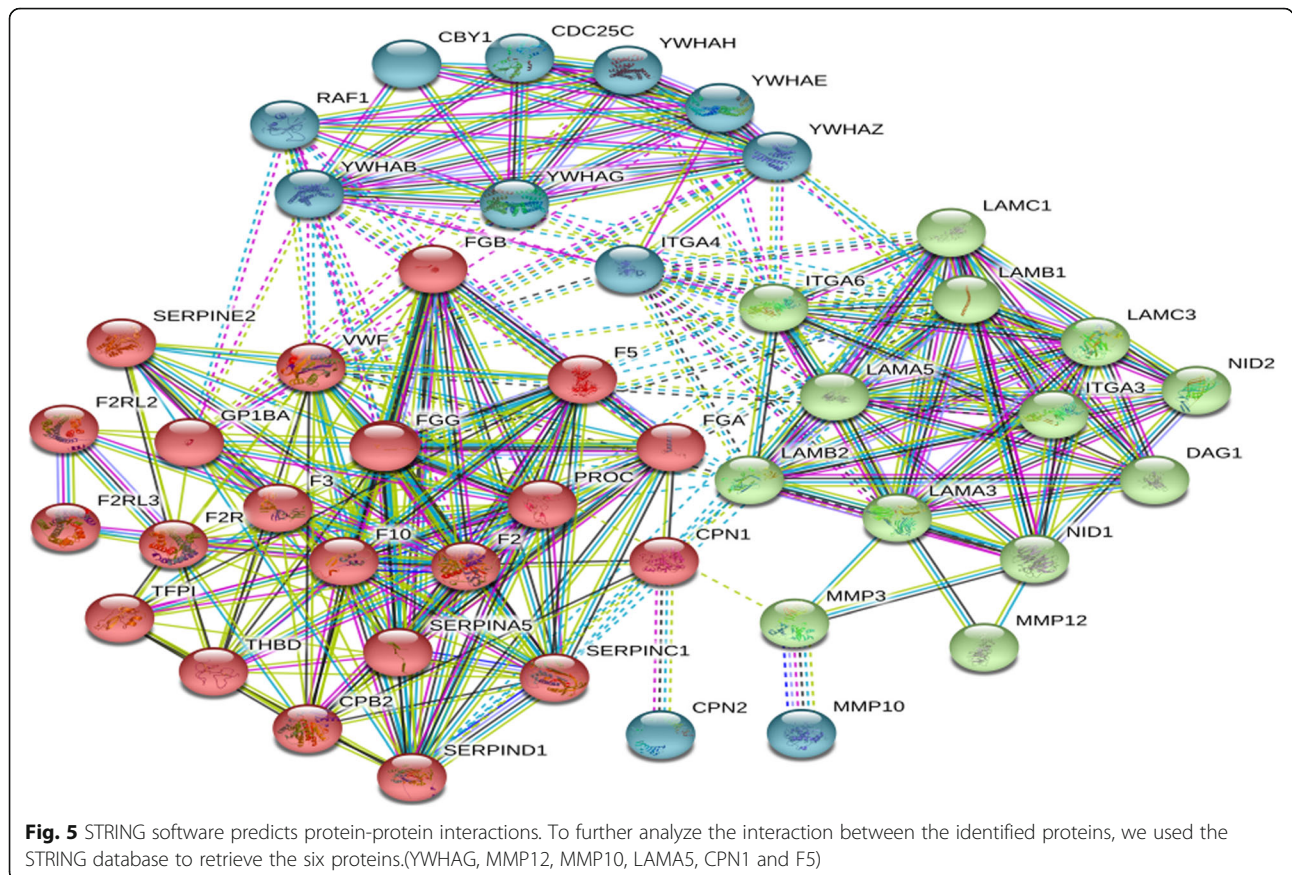 CBY1
CDC25C
YWHAH
YWHAE
RAF1
YWHAZ
YWHAB
YWHAG
LAMC1
FGB
ITGA4
ITGA6
LAMB1
SERPINE2
VWF
LAMC3
F5
LAMA5
NID2
F2RL2
GP1BA
FGG
FGA
ITGA3
DAG1
PROC
LAMB2
LAMA3
F2RL3
F2R
F3
F10
F2
CPN1
NID1
TFPI
MMP3
MMP12
THBD
SERPINA5
SERPINC1
CPB2
CPN2
MMP10
SERPIND1
Fig. 5 STRING software predicts protein-protein interactions. To further analyze the interaction between the identified proteins, we used the
STRING database to retrieve the six proteins.(YWHAG, MMP12, MMP10, LAMA5, CPN1 and F5)